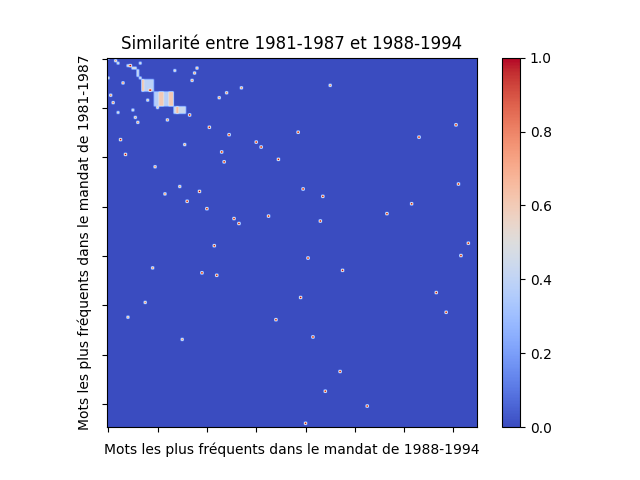 Similarité entre 1981-1987 et 1988-1994
Mots les plus fréquents dans le mandat de 1981-1987
Mots les plus fréquents dans le mandat de 1988-1994
1.0
0.8
0.6
0.4
0.2
0.0